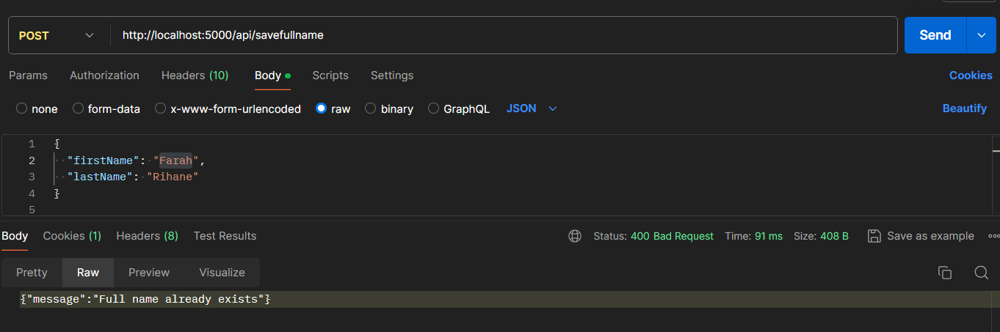 POST http://localhost:5000/api/savefullname Send
Params Authorization Headers (10) Body Scripts Settings Cookies
none form-data x-www-form-urlencoded raw binary GraphQL JSON Beautify
1 {
2 "firstName": "Farah",
3 "lastName": "Rihane"
4 }
5
Body Cookies (1) Headers (8) Test Results Status: 400 Bad Request Time: 91 ms Size: 408 B Save as example
Pretty Raw Preview Visualize
{"message":"Full name already exists"}